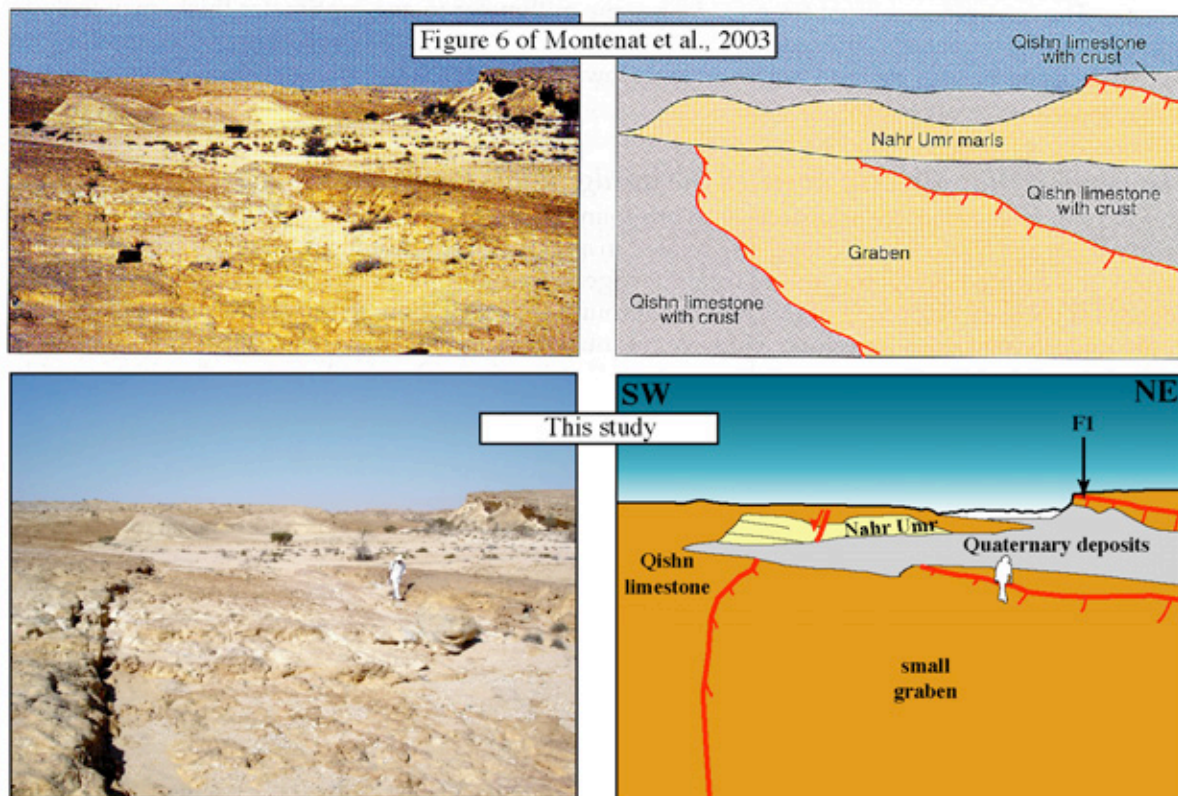 Figure 6 of Montenat et al., 2003
Qishn limestone
with crust
Nahr Umr marls
Qishn limestone
with crust
Graben
Qishn limestone
with crust
This study
SW
NE
F1
Nahr Umr
Quaternary deposits
Qishn
limestone
small
graben